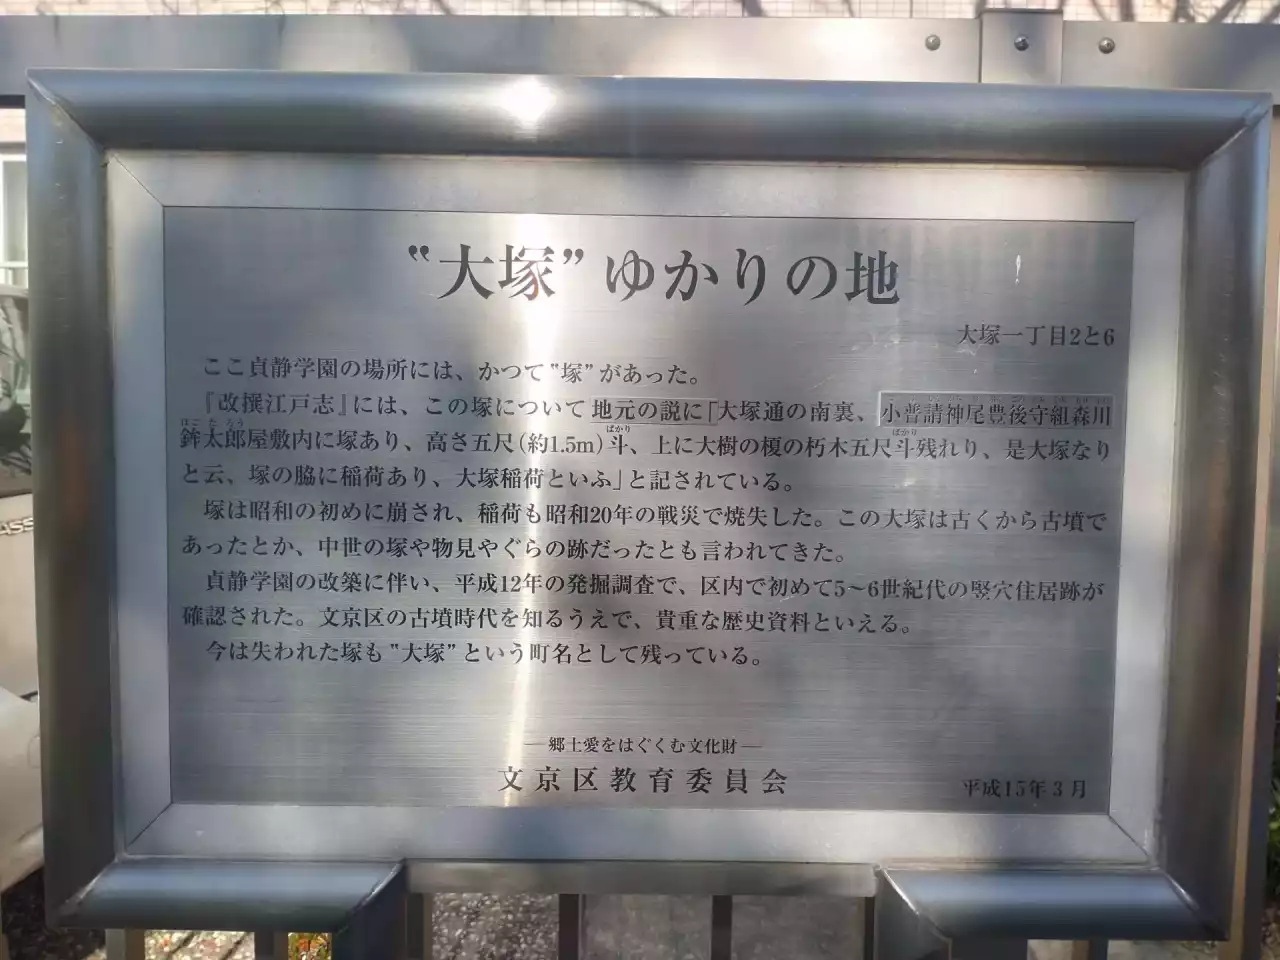 “大塚”ゆかりの地
大塚一丁目2と6
ここ貞静学園の場所には、かつて“塚”があった。
『改撰江戸志』には、この塚について地元の説に「大塚通の南裏、小普請神尾豊後守組森川
鉾太郎屋敷内に塚あり、高さ五尺(約1.5m)斗、上に大樹の榎の朽木五尺斗残れり、是大塚なり
と云、塚の脇に稲荷あり、大塚稲荷といふ」と記されている。
塚は昭和の初めに崩され、稲荷も昭和20年の戦災で焼失した。この大塚は古くから古墳で
あったとか、中世の塚や物見やぐらの跡だったとも言われてきた。
貞静学園の改築に伴い、平成12年の発掘調査で、区内で初めて5〜6世紀代の竪穴住居跡が
確認された。文京区の古墳時代を知るうえで、貴重な歴史資料といえる。
今は失われた塚も“大塚”という町名として残っている。
―郷土愛をはぐくむ文化財―
文京区教育委員会
平成15年3月